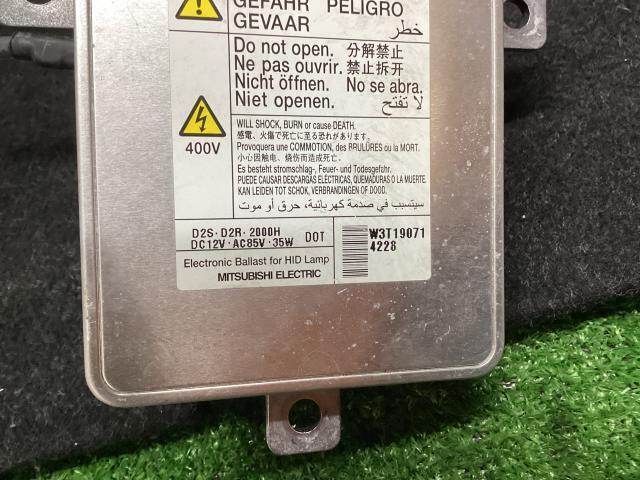 GEFAHR PELIGRO
GEVAAR خطر
Do not open. 分解禁止
Ne pas ouvrir. 禁止拆开
Nicht öffnen. No se abra.
Niet openen. لا تفتح
400V
WILL SHOCK, BURN or cause DEATH.
感電、火傷で死亡に至る恐れがあります。
Provoquera une COMMOTION, des BRULURES ou la MORT.
小心因触电、烧伤而造成死亡。
Es besteht stromschlag-, Feuer- und Todesgefahr.
PUEDE CAUSAR DESCARGAS ELÉCTRICAS, QUEMADURAS O LA MUERTE.
KAN LEIDEN TOT SCHOK, VERBRANDINGEN OF DOOD.
سيتسبب في صدمة كهربائية، حرق أو موت
D2S·D2R·2000H
DC12V·AC85V·35W DOT
W3T19071
4228
Electronic Ballast for HID Lamp
MITSUBISHI ELECTRIC